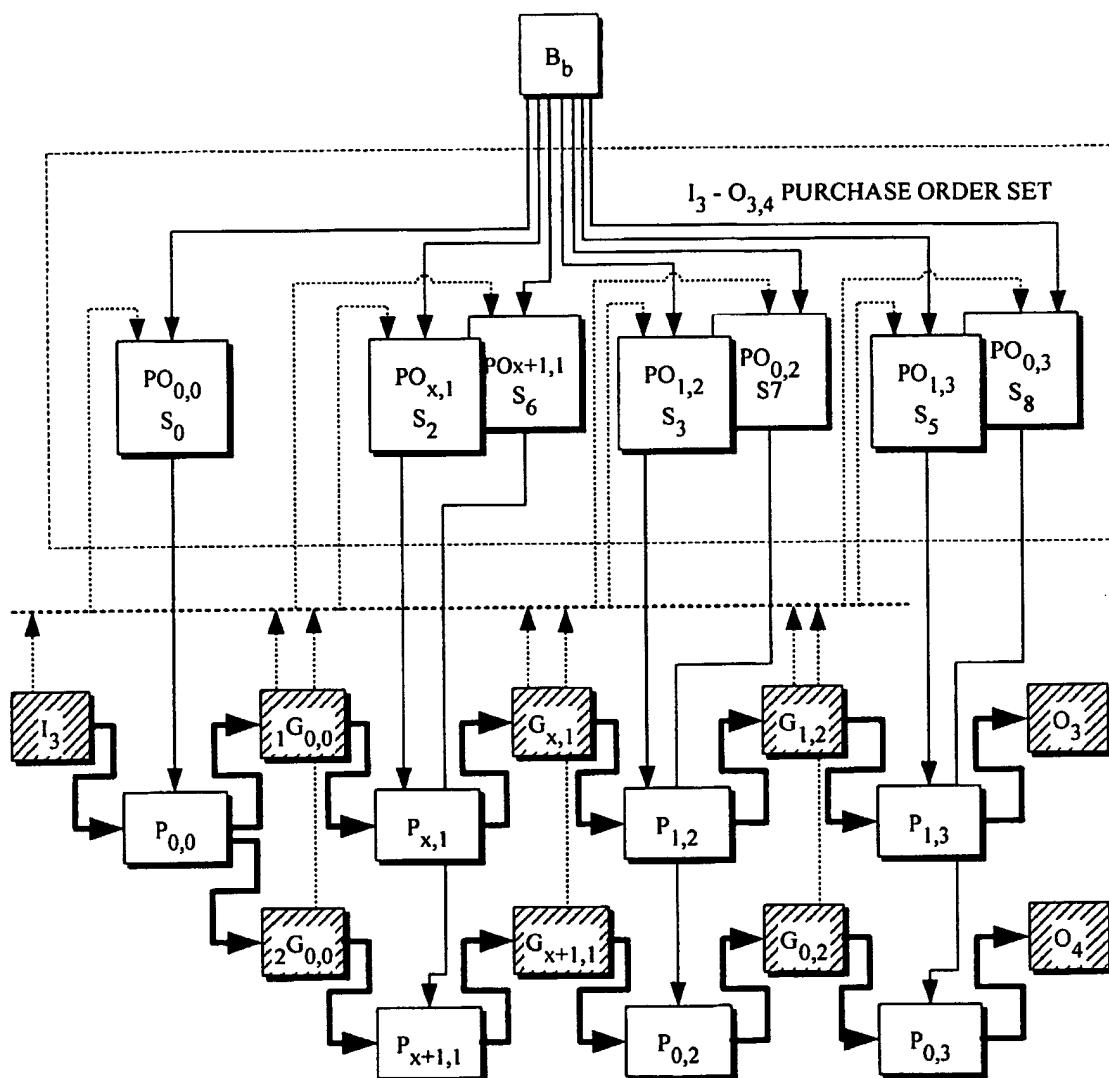 B_b
I_3 - O_3,4 PURCHASE ORDER SET
PO_0,0
S_0
PO_x,1
S_2
POx+1,1
S_6
PO_1,2
S_3
PO_0,2
S7
PO_1,3
S_5
PO_0,3
S_8
I_3
_1G_0,0
G_x,1
G_1,2
O_3
P_0,0
P_x,1
P_1,2
P_1,3
_2G_0,0
G_x+1,1
G_0,2
O_4
P_x+1,1
P_0,2
P_0,3